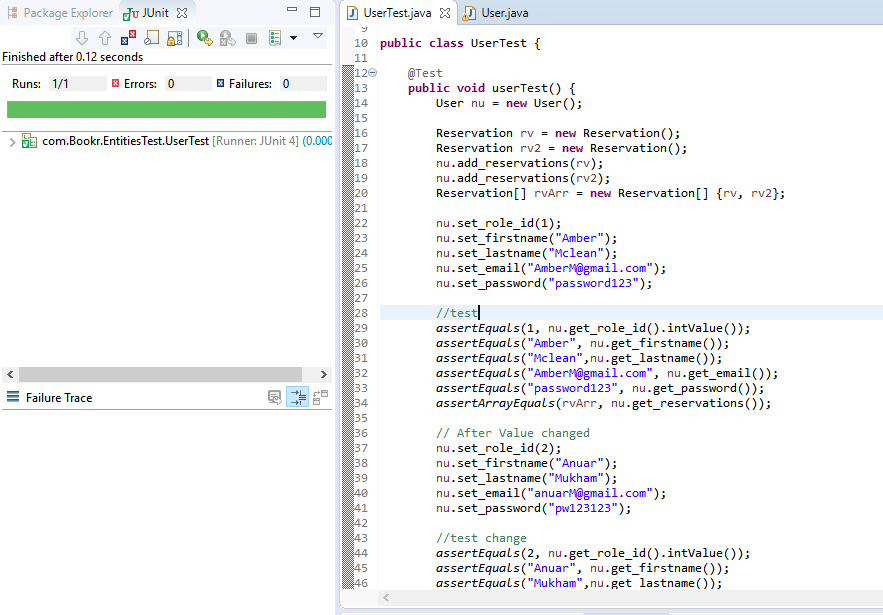 Package Explorer JUnit
Finished after 0.12 seconds
Runs: 1/1 Errors: 0 Failures: 0
com.Bookr.EntitiesTest.UserTest [Runner: JUnit 4] (0.000
Failure Trace
UserTest.java User.java
9
10 public class UserTest {
11
12 @Test
13 public void userTest() {
14 User nu = new User();
15
16 Reservation rv = new Reservation();
17 Reservation rv2 = new Reservation();
18 nu.add_reservations(rv);
19 nu.add_reservations(rv2);
20 Reservation[] rvArr = new Reservation[] {rv, rv2};
21
22 nu.set_role_id(1);
23 nu.set_firstname("Amber");
24 nu.set_lastname("Mclean");
25 nu.set_email("AmberM@gmail.com");
26 nu.set_password("password123");
27
28 //test
29 assertEquals(1, nu.get_role_id().intValue());
30 assertEquals("Amber", nu.get_firstname());
31 assertEquals("Mclean",nu.get_lastname());
32 assertEquals("AmberM@gmail.com", nu.get_email());
33 assertEquals("password123", nu.get_password());
34 assertArrayEquals(rvArr, nu.get_reservations());
35
36 // After Value changed
37 nu.set_role_id(2);
38 nu.set_firstname("Anuar");
39 nu.set_lastname("Mukham");
40 nu.set_email("anuarM@gmail.com");
41 nu.set_password("pw123123");
42
43 //test change
44 assertEquals(2, nu.get_role_id().intValue());
45 assertEquals("Anuar", nu.get_firstname());
46 assertEquals("Mukham",nu.get_lastname());